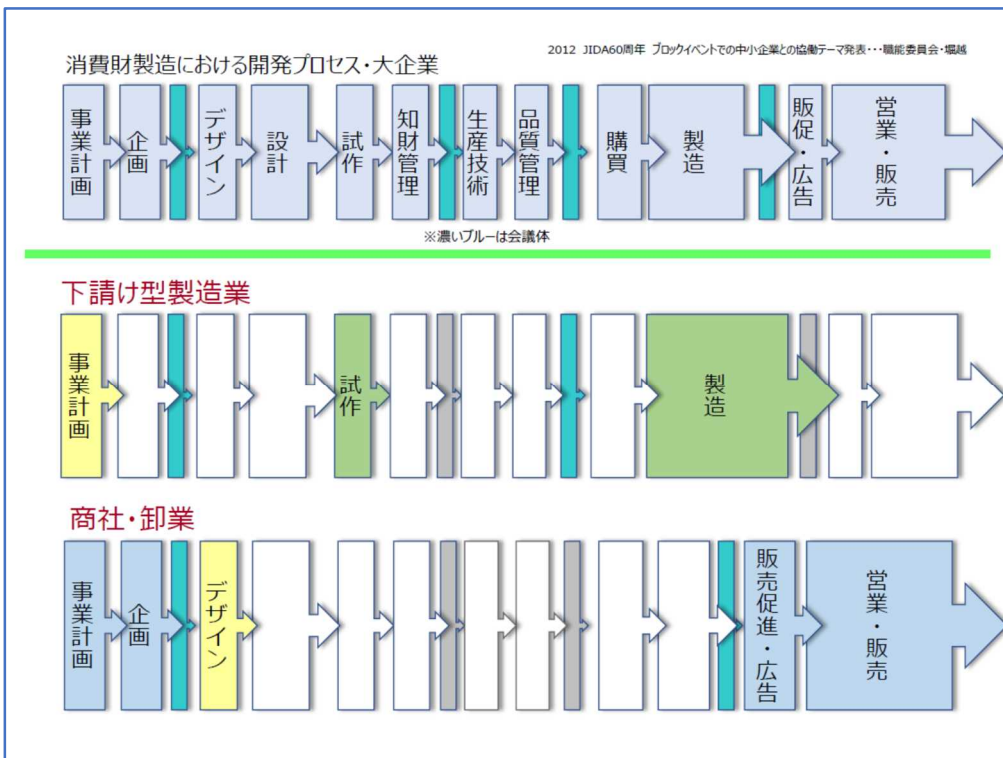 2012 JIDA60周年 ブロックイベントでの中小企業との協働テーマ発表・・・職能委員会・堀越
消費財製造における開発プロセス・大企業
事業計画
企画
デザイン
設計
試作
知財管理
生産技術
品質管理
購買
製造
販促・広告
営業・販売
※濃いブルーは会議体
下請け型製造業
事業計画
試作
製造
商社・卸業
事業計画
企画
デザイン
販売促進・広告
営業・販売